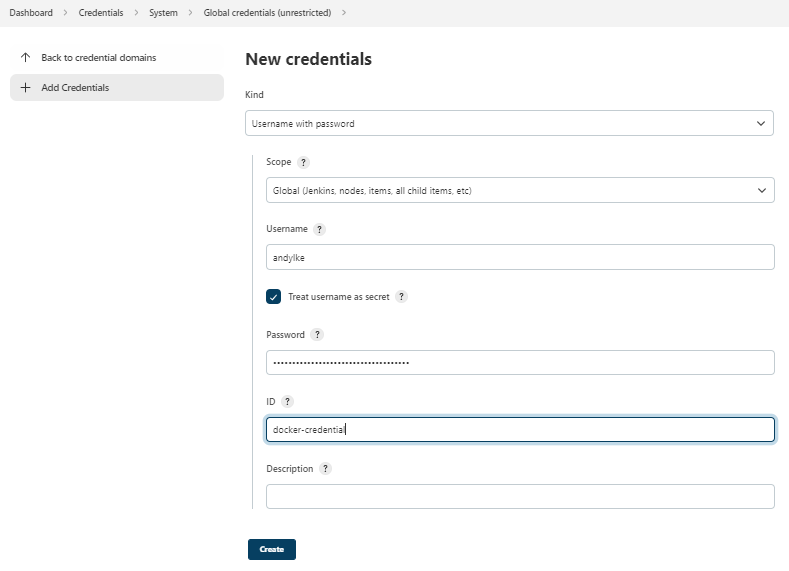 Dashboard > Credentials > System > Global credentials (unrestricted) >
Back to credential domains
Add Credentials
New credentials
Kind
Username with password
Scope ?
Global (Jenkins, nodes, items, all child items, etc)
Username ?
andylke
Treat username as secret ?
Password ?
••••••••••••••••••••••••••••••••••••
ID ?
docker-credential
Description ?
Create